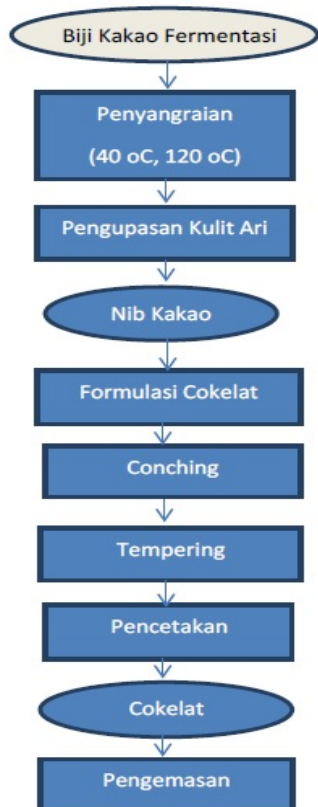 Biji Kakao Fermentasi
Penyangraian
(40 oC, 120 oC)
Pengupasan Kulit Ari
Nib Kakao
Formulasi Cokelat
Conching
Tempering
Pencetakan
Cokelat
Pengemasan